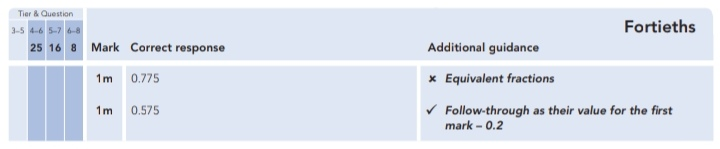 Tier & Question
Fortieths
3–5 4–6 5–7 6–8
25 16 8 Mark Correct response Additional guidance
1m 0.775 × Equivalent fractions
1m 0.575 ✓ Follow-through as their value for the first
mark – 0.2